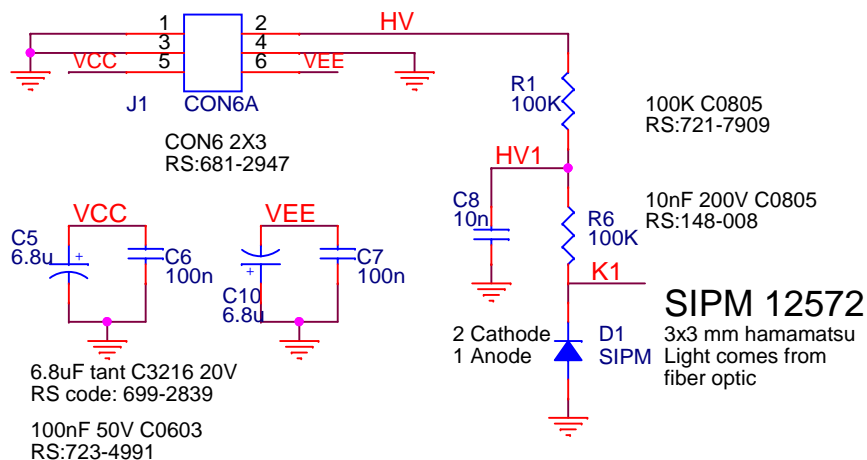 1 2 HV
3 4
VCC 5 6 VEE
J1 CON6A
CON6 2X3
RS:681-2947
R1
100K
100K C0805
RS:721-7909
HV1
C8
10n
10nF 200V C0805
RS:148-008
R6
100K
K1
VCC
C5
6.8u
+
C6
100n
VEE
C10
6.8u
+
C7
100n
SIPM 12572
3x3 mm hamamatsu
Light comes from
fiber optic
2 Cathode
1 Anode
D1
SIPM
6.8uF tant C3216 20V
RS code: 699-2839
100nF 50V C0603
RS:723-4991